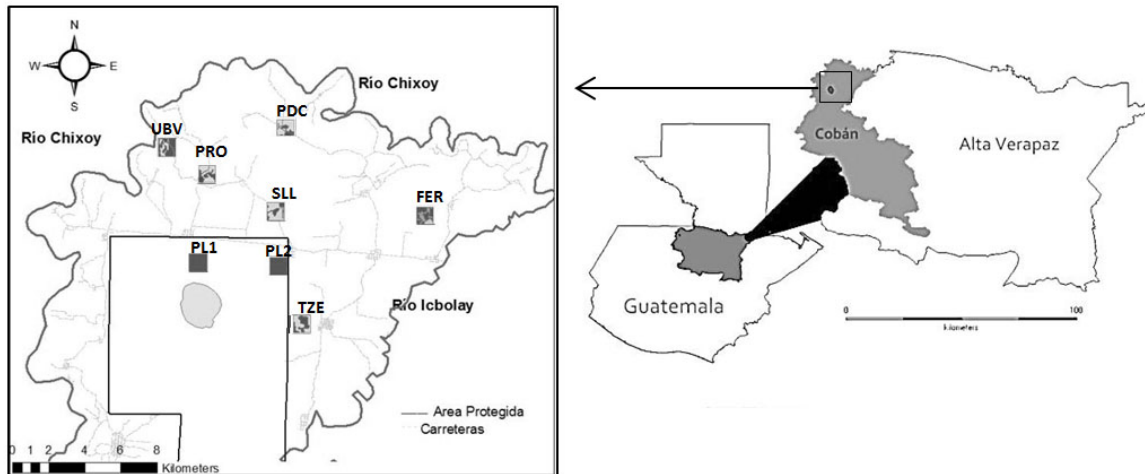 N
W E
S
Río Chixoy
Río Chixoy
PDC
UBV
PRO
SLL
FER
PL1
PL2
TZE
Río Icbolay
Area Protegida
Carreteras
0 1 2 4 6 8
Kilometers
Cobán
Alta Verapaz
Guatemala
0 100
kilometers